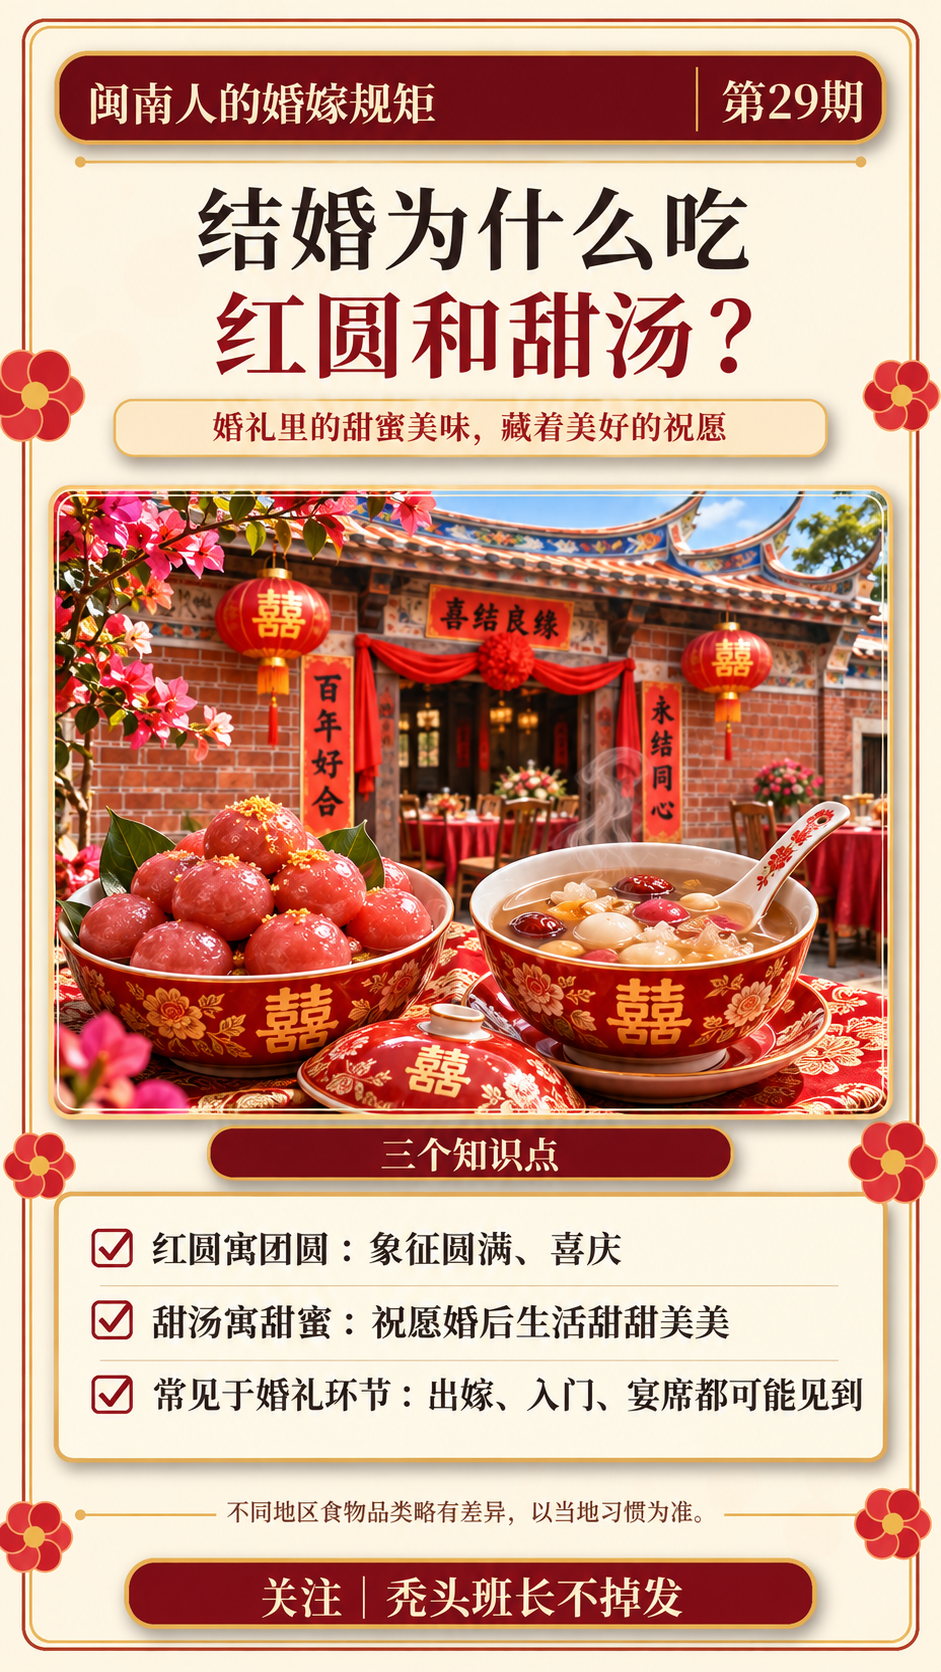 闽南人的婚嫁规矩 第29期
结婚为什么吃
红圆和甜汤？
婚礼里的甜蜜美味，藏着美好的祝愿
喜结良缘
囍
囍
百年好合
永结同心
囍
囍
囍
三个知识点
红圆寓团圆：象征圆满、喜庆
甜汤寓甜蜜：祝愿婚后生活甜甜美美
常见于婚礼环节：出嫁、入门、宴席都可能见到
不同地区食物品类略有差异，以当地习惯为准。
关注｜秃头班长不掉发